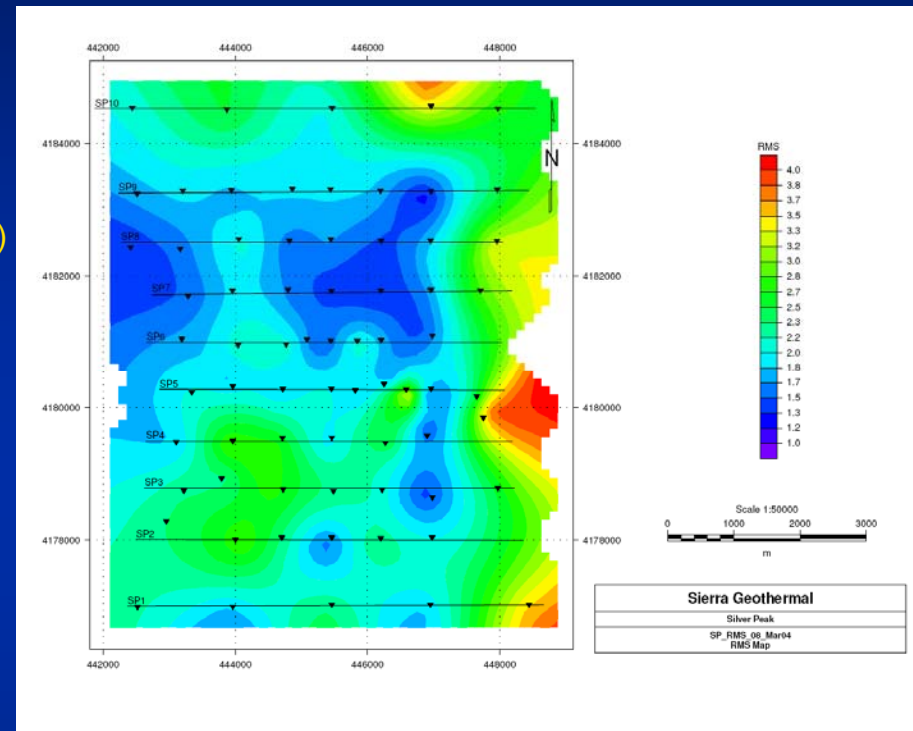 442000 444000 446000 448000
SP10
4184000 4184000
N
SP9
)
SP8
4182000 4182000
SP7
SP6
SP5
4180000 4180000
SP4
SP3
SP2
4178000 4178000
SP1
442000 444000 446000 448000
RMS
4.0
3.8
3.7
3.5
3.3
3.2
3.0
2.8
2.7
2.5
2.3
2.2
2.0
1.8
1.7
1.5
1.3
1.2
1.0
Scale 1:50000
0 1000 2000 3000
m
Sierra Geothermal
Silver Peak
SP_RMS_08_Mar04
RMS Map